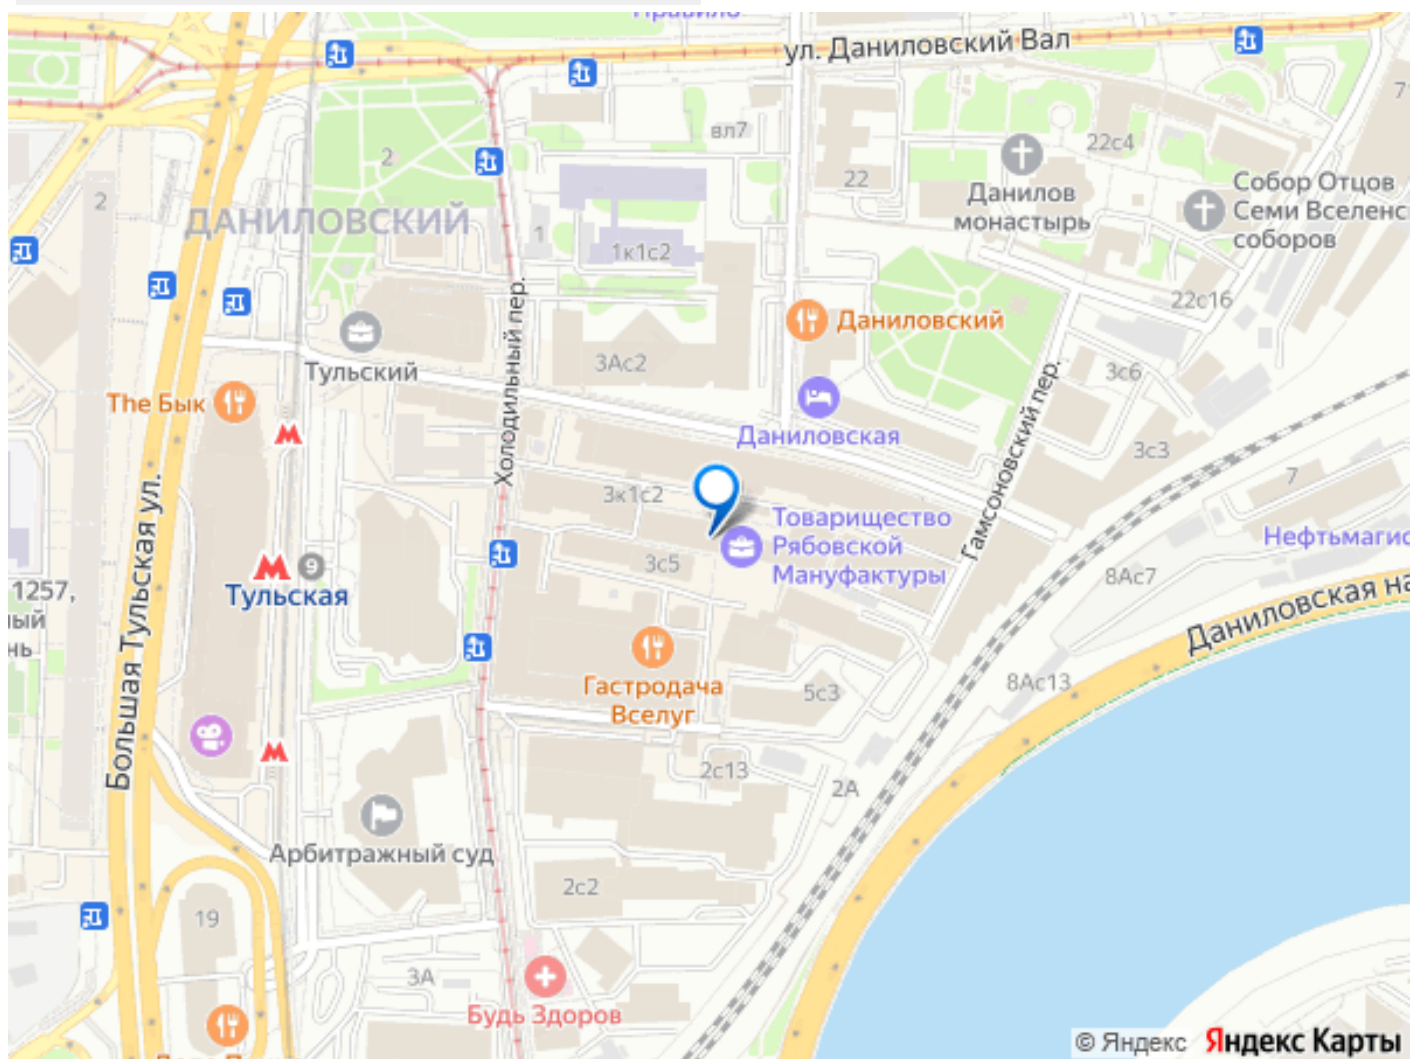 ул. Даниловский Вал
вл7
22с4
2
22
Данилов
монастырь
Собор Отцов
Семи Вселенс
соборов
2
ДАНИЛОВСКИЙ
1
1к1с2
22с16
Холодильный пер.
Даниловский
Тульский
3Ас2
3с6
The Бык
Даниловская
Гамсоновский пер.
3с3
7
3к1с2
Товарищество
Рябовской
Мануфактуры
Нефтьмагис
Большая Тульская ул.
9
Тульская
3с5
8Ас7
1257,
ный
нь
Даниловская на
Гастродача
Вселуг
5с3
8Ас13
2с13
2А
Арбитражный суд
2с2
19
3А
Будь Здоров
© Яндекс Яндекс Карты